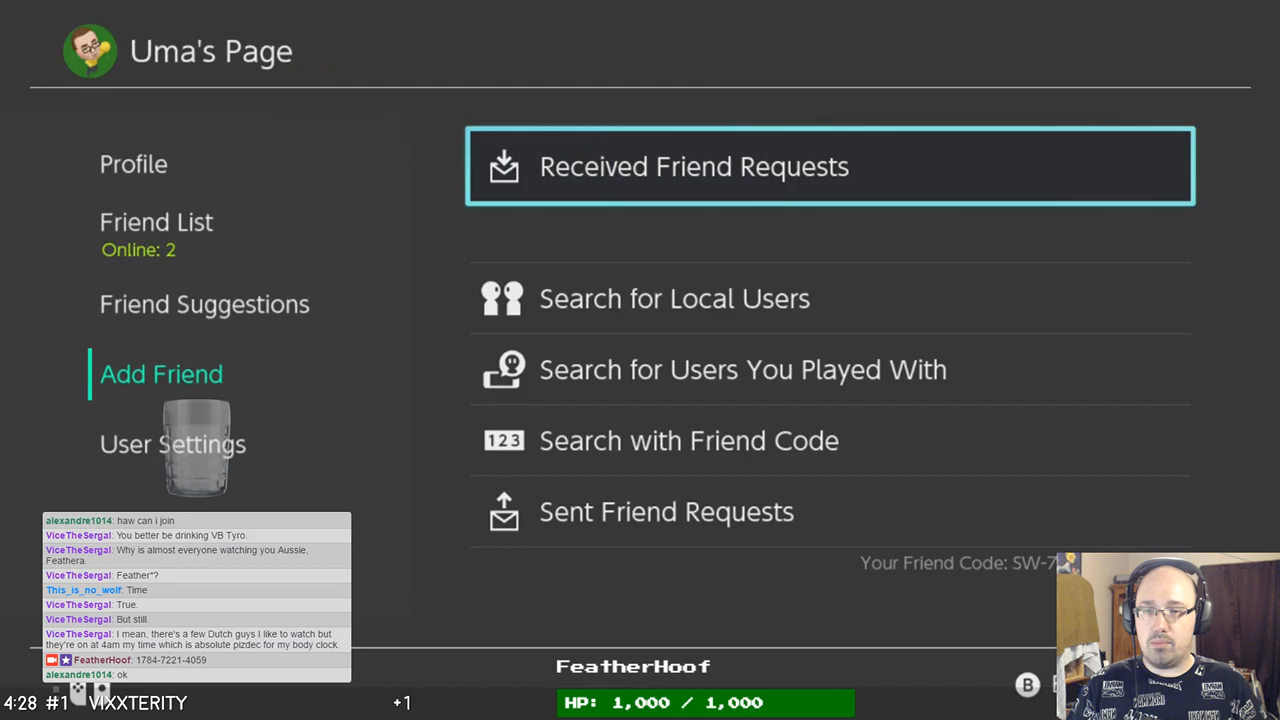 Uma's Page
Profile
Friend List
Online: 2
Friend Suggestions
Add Friend
User Settings
Received Friend Requests
Search for Local Users
Search for Users You Played With
123 Search with Friend Code
Sent Friend Requests
Your Friend Code: SW-7
alexandre1014: haw can i join
ViceTheSergal: You better be drinking VB Tyro.
ViceTheSergal: Why is almost everyone watching you Aussie,
Feathera.
ViceTheSergal: Feather*?
This_is_no_wolf: Time
ViceTheSergal: True.
ViceTheSergal: But still.
ViceTheSergal: I mean, there's a few Dutch guys I like to watch but
they're on at 4am my time which is absolute pizdec for my body clock.
FeatherHoof: 1784-7221-4059
alexandre1014: ok
4:28 #1 VIXXTERITY +1
FeatherHoof
HP: 1,000 / 1,000
B